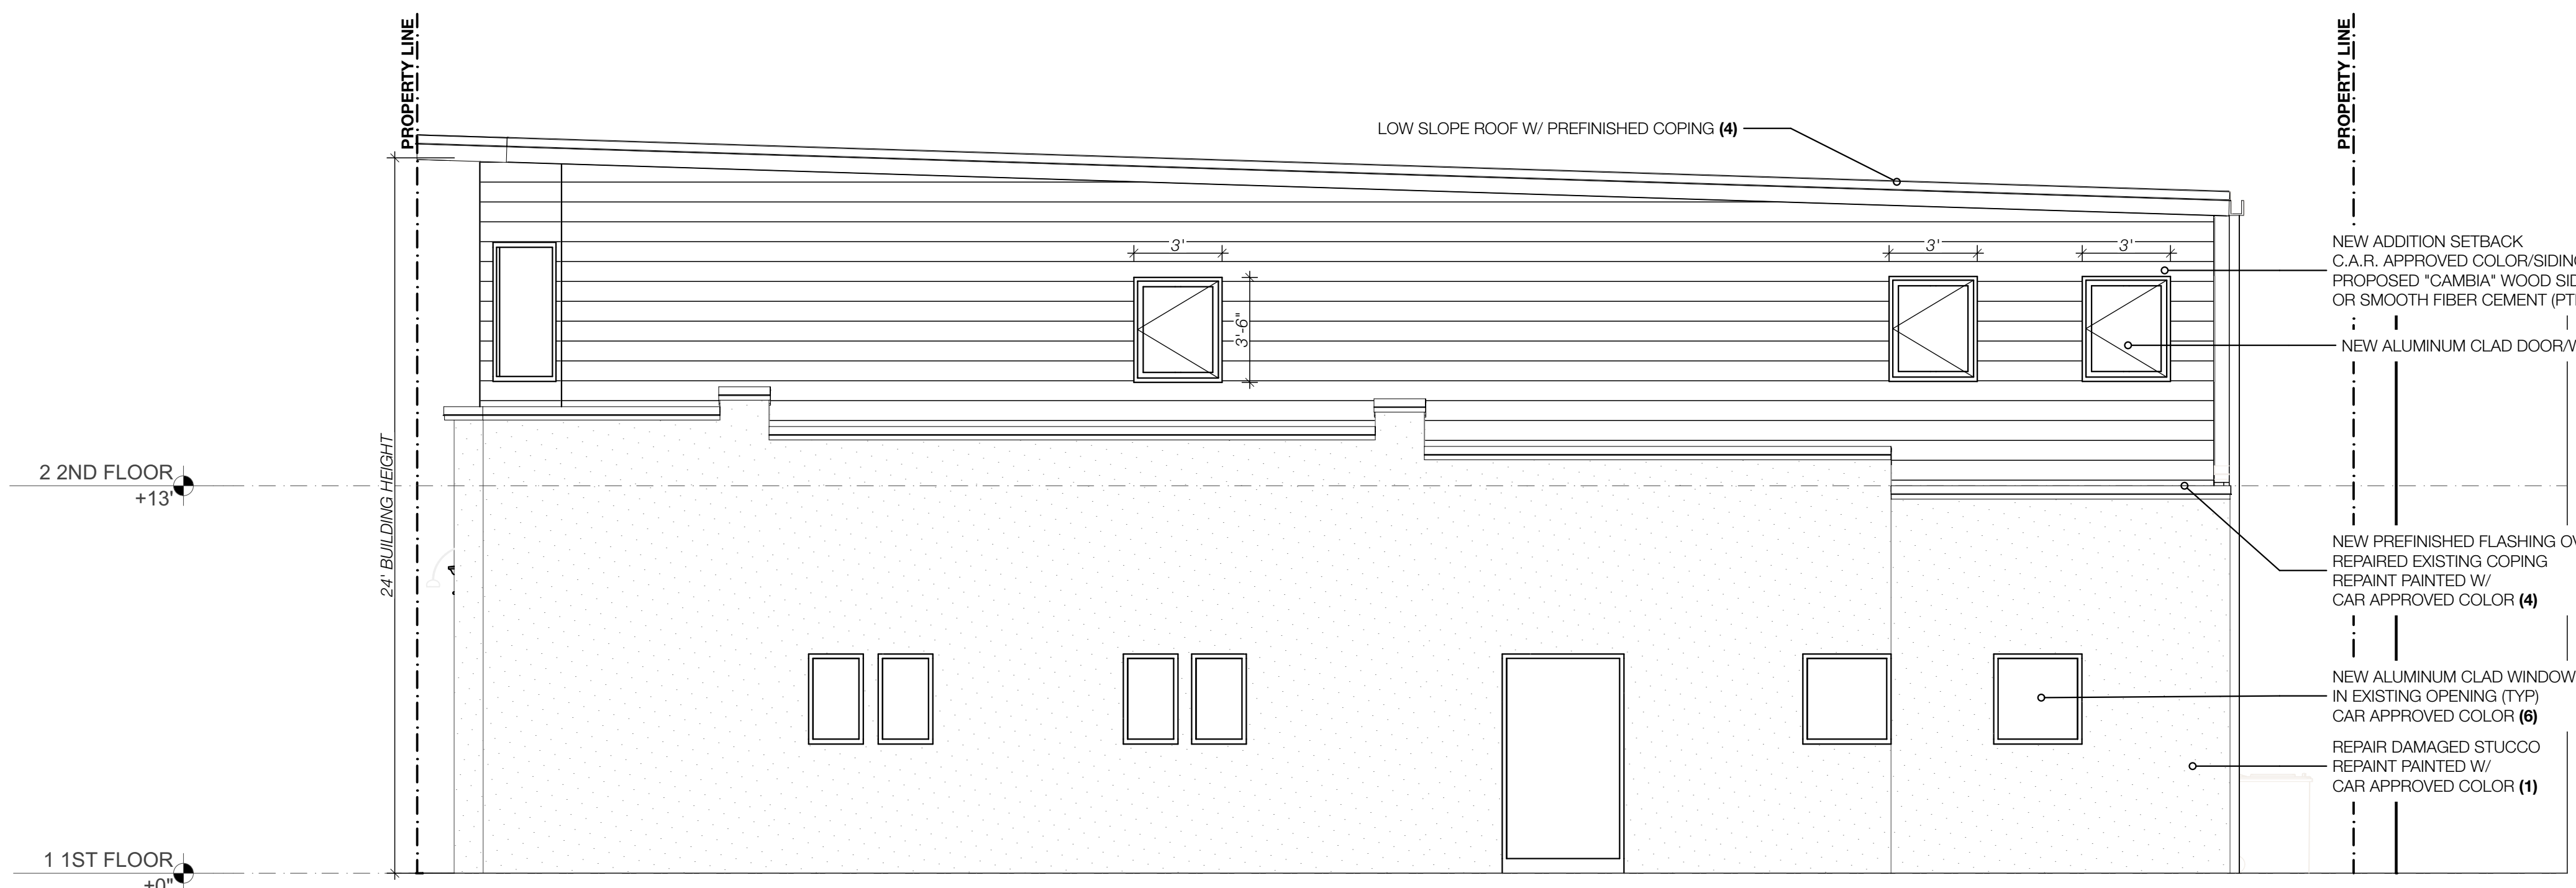 PROPERTY LINE
PROPERTY LINE
LOW SLOPE ROOF W/ PREFINISHED COPING (4)
3'
3'
3'
3'-6"
NEW ADDITION SETBACK
C.A.R. APPROVED COLOR/SIDING
PROPOSED "CAMBIA" WOOD SID
OR SMOOTH FIBER CEMENT (PT
NEW ALUMINUM CLAD DOOR/W
2 2ND FLOOR
+13'
24' BUILDING HEIGHT
NEW PREFINISHED FLASHING OV
REPAIRED EXISTING COPING
REPAINT PAINTED W/
CAR APPROVED COLOR (4)
NEW ALUMINUM CLAD WINDOW
IN EXISTING OPENING (TYP)
CAR APPROVED COLOR (6)
REPAIR DAMAGED STUCCO
REPAINT PAINTED W/
CAR APPROVED COLOR (1)
1 1ST FLOOR
+0"